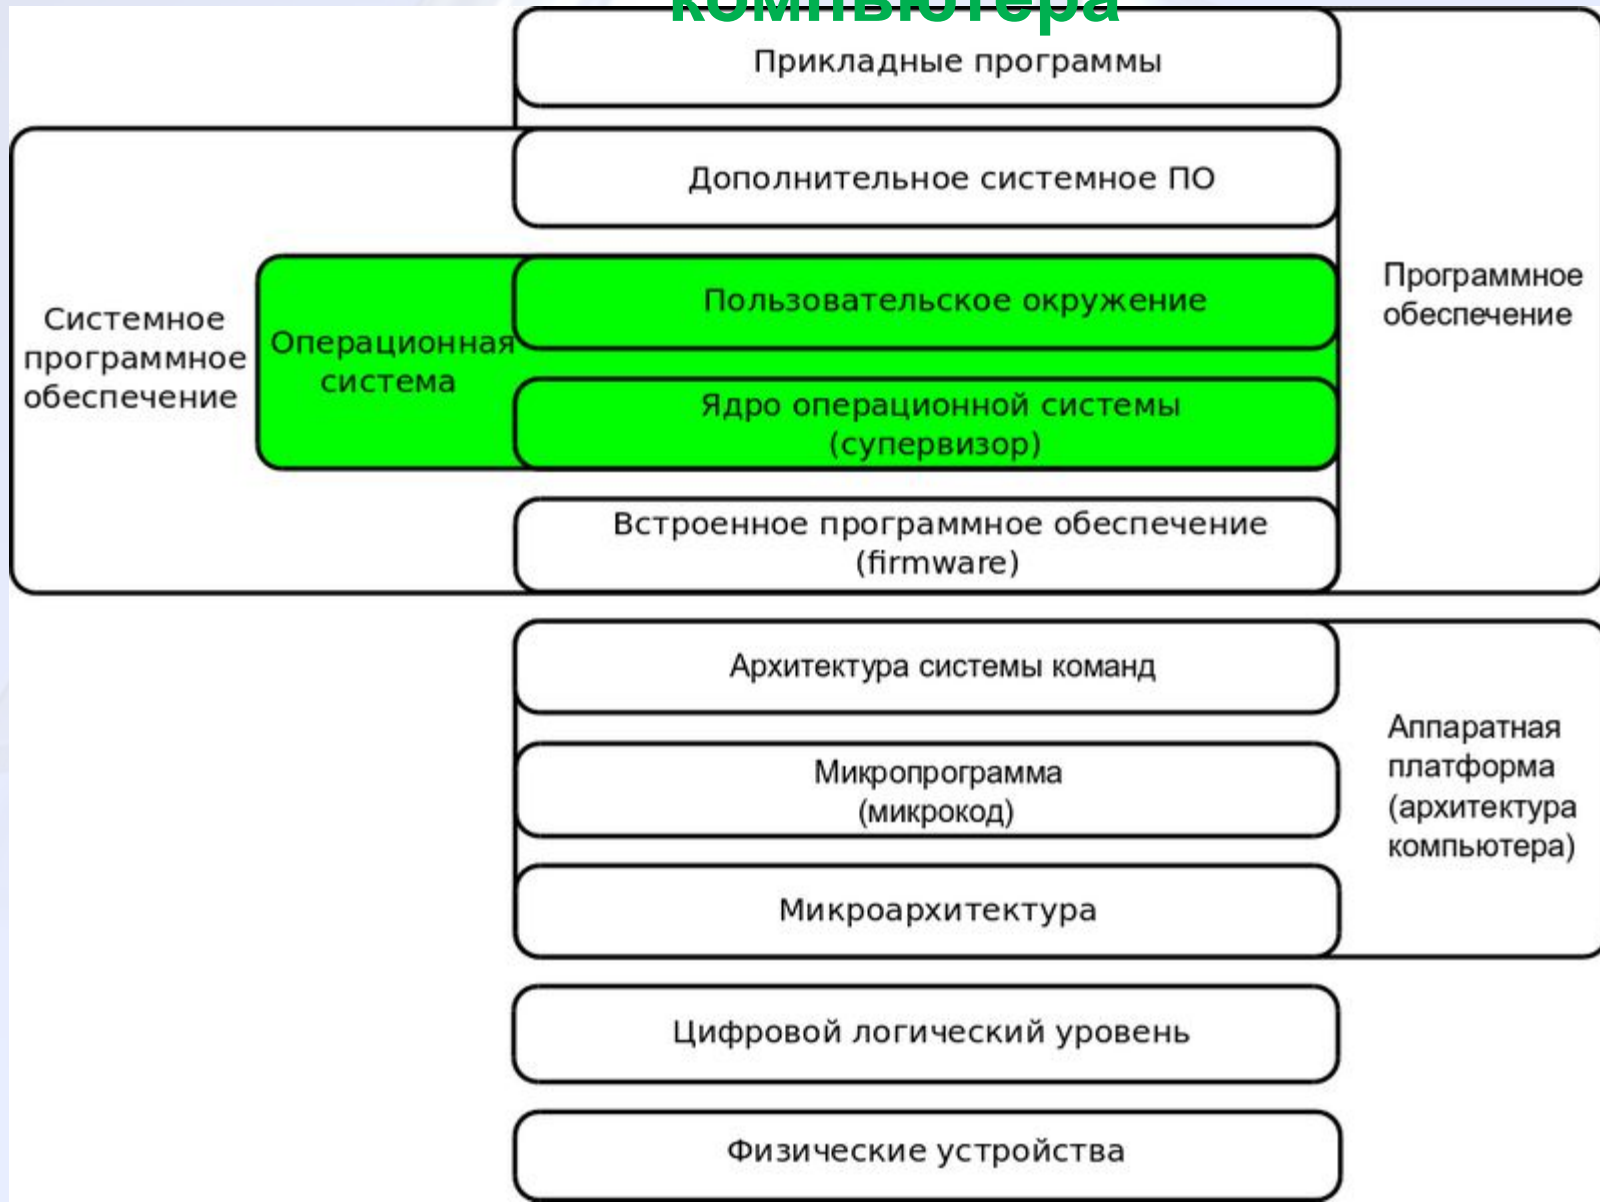 компьютера
Прикладные программы
Дополнительное системное ПО
Пользовательское окружение
Программное
обеспечение
Системное
программное
обеспечение
Операционная
система
Ядро операционной системы
(супервизор)
Встроенное программное обеспечение
(firmware)
Архитектура системы команд
Микропрограмма
(микрокод)
Аппаратная
платформа
(архитектура
компьютера)
Микроархитектура
Цифровой логический уровень
Физические устройства